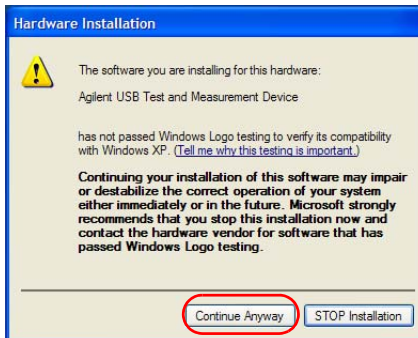 Hardware Installation
The software you are installing for this hardware:
Agilent USB Test and Measurement Device
has not passed Windows Logo testing to verify its compatibility
with Windows XP. (Tell me why this testing is important.)
Continuing your installation of this software may impair
or destabilize the correct operation of your system
either immediately or in the future. Microsoft strongly
recommends that you stop this installation now and
contact the hardware vendor for software that has
passed Windows Logo testing.
Continue Anyway STOP Installation